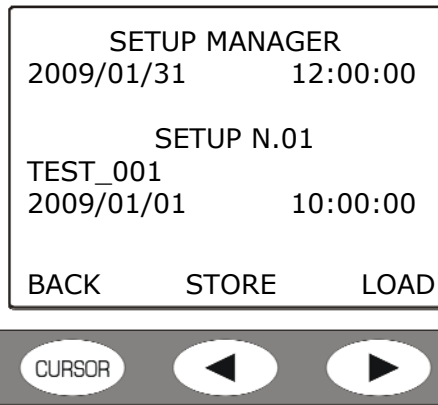 SETUP MANAGER
2009/01/31 12:00:00
SETUP N.01
TEST_001
2009/01/01 10:00:00
BACK STORE LOAD
CURSOR